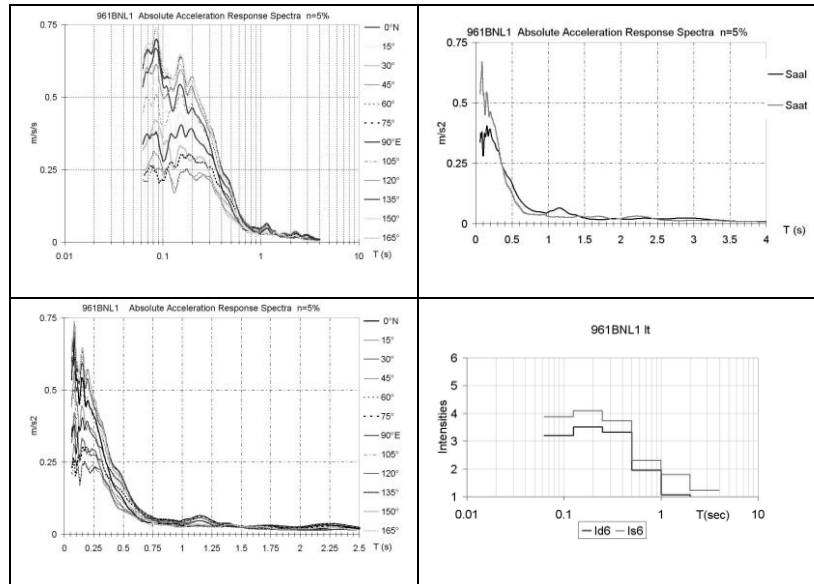 961BNL1 Absolute Acceleration Response Spectra n=5%
0.75
0.5
0.25
0
m/s/s
0.01
0.1
1
10
T (s)
0°N
15°
30°
45°
60°
75°
90°E
105°
120°
135°
150°
165°
961BNL1 Absolute Acceleration Response Spectra n=5%
0.75
0.5
0.25
0
m/s2
0 0.5 1 1.5 2 2.5 3 3.5 4
T (s)
Saal
Saat
961BNL1 Absolute Acceleration Response Spectra n=5%
0.75
0.5
0.25
0
m/s2
0 0.25 0.5 0.75 1 1.25 1.5 1.75 2 2.25 2.5
T (s)
0°N
15°
30°
45°
60°
75°
90°E
105°
120°
135°
150°
165°
961BNL1 It
6
5
4
3
2
1
Intensities
0.01 0.1 1 10
T(sec)
Id6 Is6